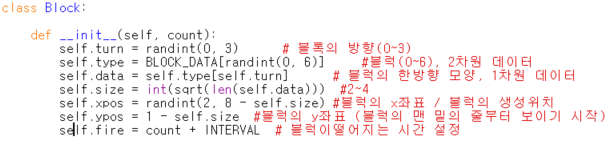 class Block:
def __init__(self, count):
self.turn = randint(0, 3) # 블록의 방향(0~3)
self.type = BLOCK_DATA[randint(0, 6)] #블럭(0~6), 2차원 데이터
self.data = self.type[self.turn] # 블럭의 한방향 모양, 1차원 데이터
self.size = int(sqrt(len(self.data))) #2~4
self.xpos = randint(2, 8 - self.size) #블럭의 x좌표 / 블럭의 생성위치
self.ypos = 1 - self.size #블럭의 y좌표 (블럭의 맨 밑의 줄부터 보이기 시작)
self.fire = count + INTERVAL # 블럭이떨어지는 시간 설정